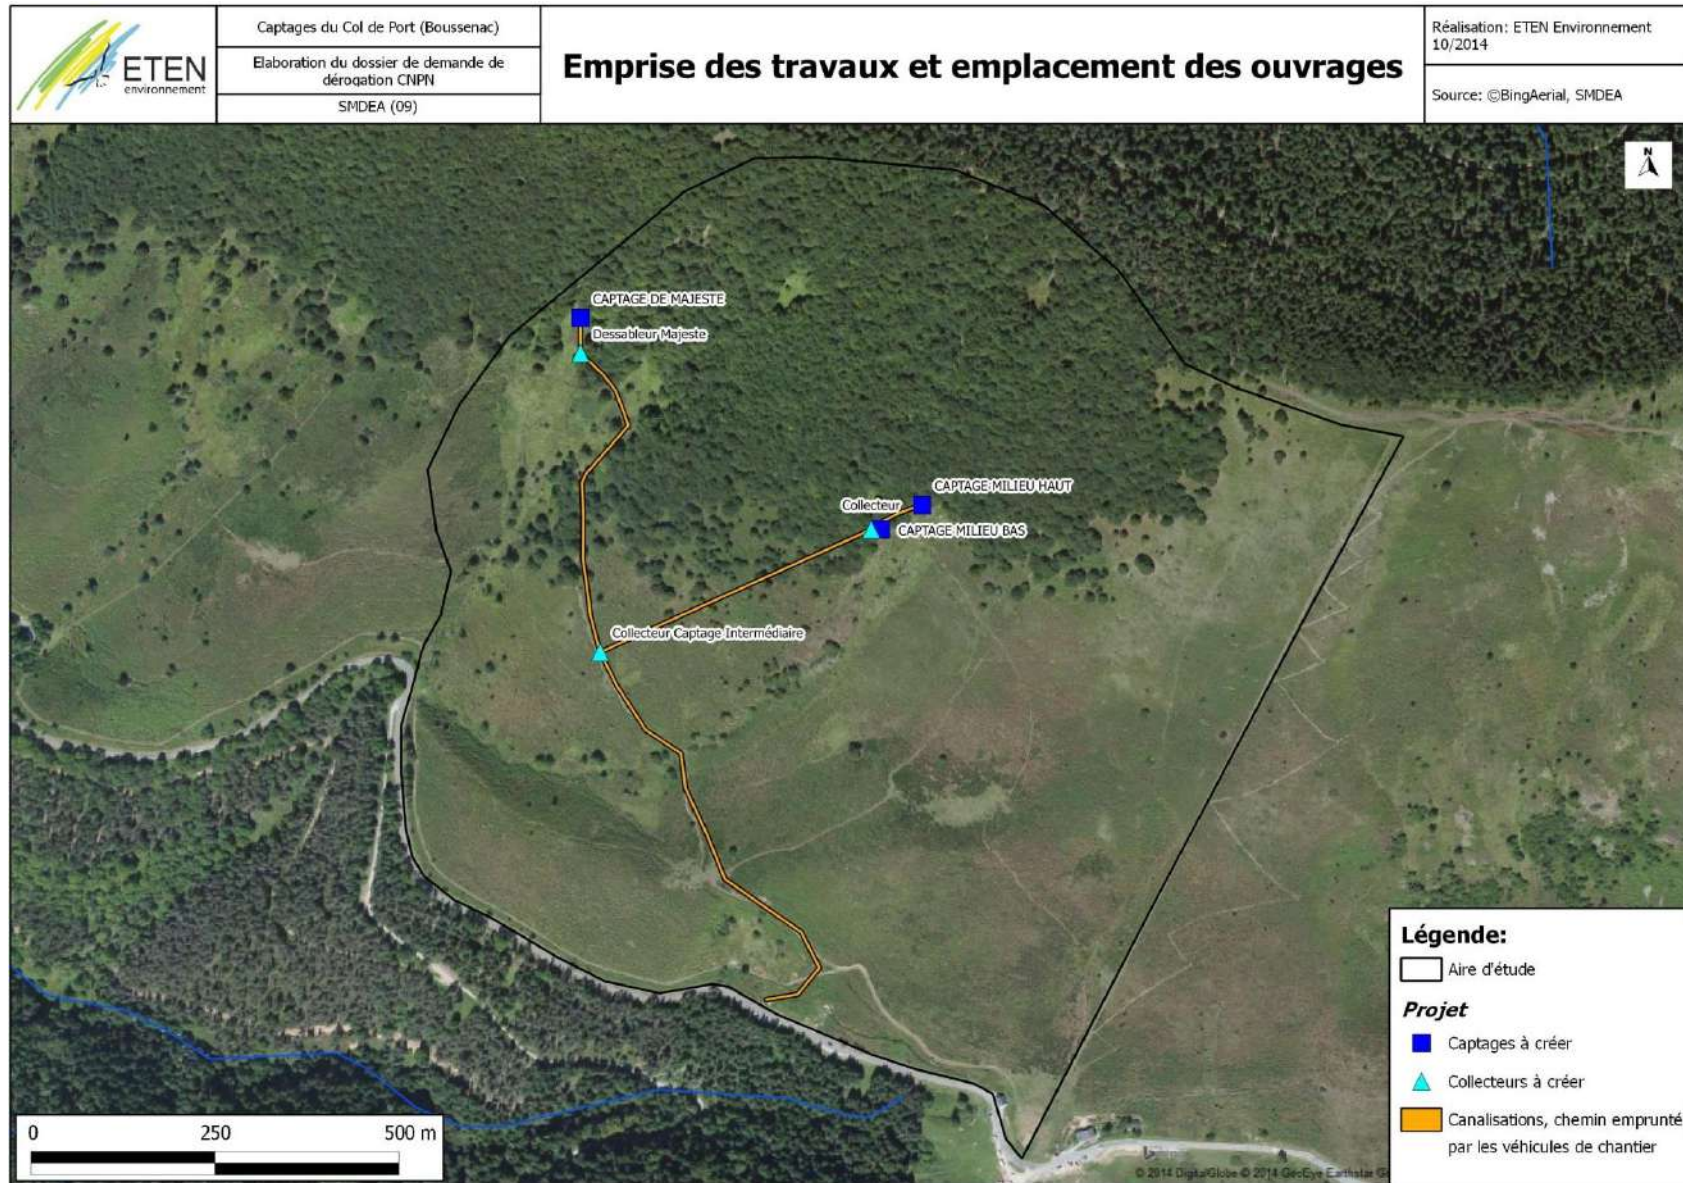 ETEN
environnement
Captages du Col de Port (Boussenac)
Elaboration du dossier de demande de
dérogation CNPN
SMDEA (09)
Emprise des travaux et emplacement des ouvrages
Réalisation: ETEN Environnement
10/2014
Source: ©BingAerial, SMDEA
N
CAPTAGE DE MAJESTE
Dessableur Majeste
CAPTAGE MILIEU HAUT
Collecteur
CAPTAGE MILIEU BAS
Collecteur Captage Intermédiaire
Légende:
Aire d'étude
Projet
Captages à créer
Collecteurs à créer
Canalisations, chemin emprunté
par les véhicules de chantier
0 250 500 m
© 2014 DigitalGlobe © 2014 GeoEye Earthstar